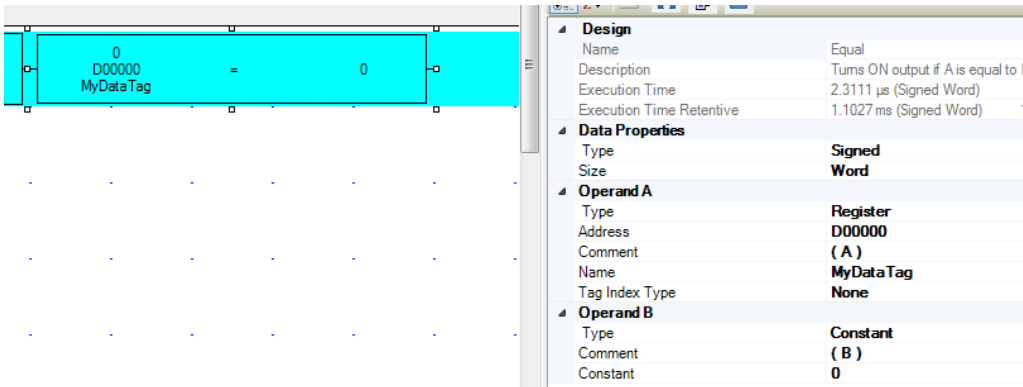 0
D00000 = 0
MyDataTag
Design
Name Equal
Description Turns ON output if A is equal to
Execution Time 2.3111 µs (Signed Word)
Execution Time Retentive 1.1027 ms (Signed Word)
Data Properties
Type Signed
Size Word
Operand A
Type Register
Address D00000
Comment ( A )
Name MyDataTag
Tag Index Type None
Operand B
Type Constant
Comment ( B )
Constant 0